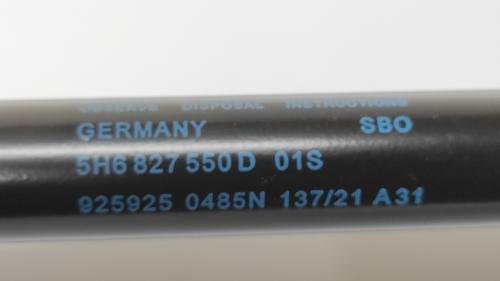 OBSERVE DISPOSAL INSTRUCTIONS
GERMANY SBO
5H6 827 550 D 01S
925925 0485N 137/21 A31